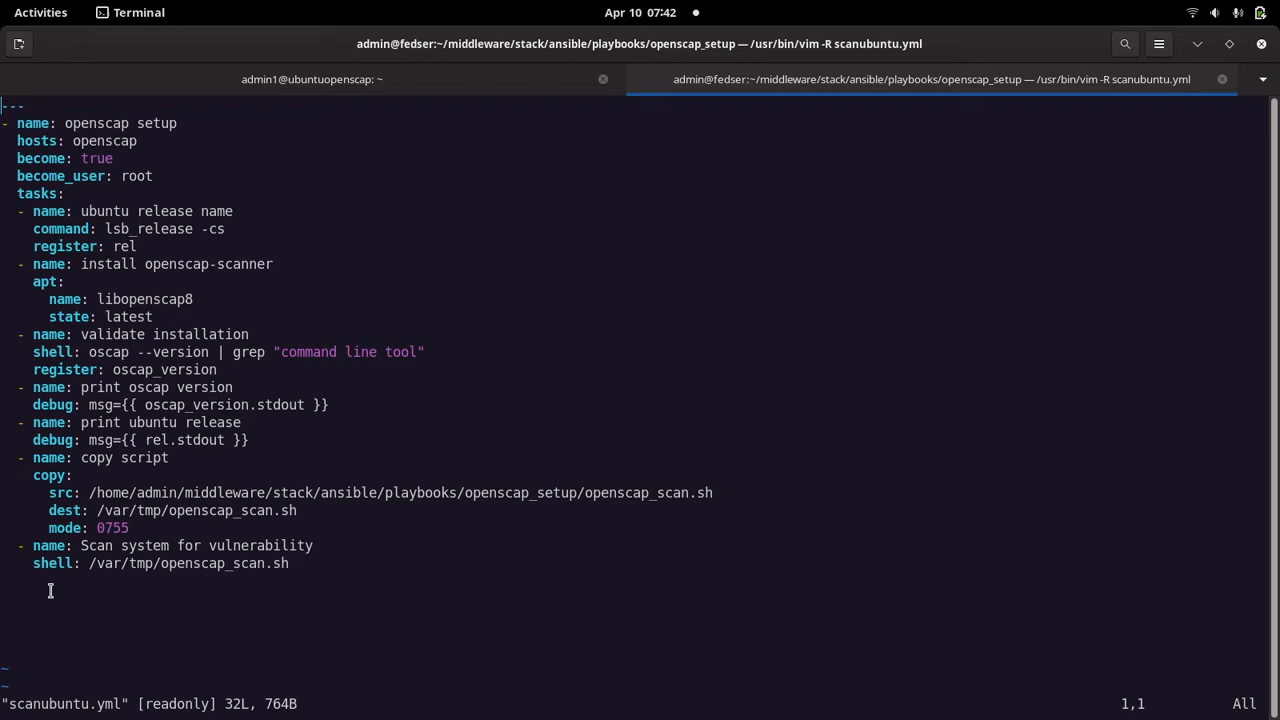 Activities Terminal Apr 10 07:42
admin@fedser:~/middleware/stack/ansible/playbooks/openscap_setup — /usr/bin/vim -R scanubuntu.yml
admin1@ubuntuopenscap: ~ admin@fedser:~/middleware/stack/ansible/playbooks/openscap_setup — /usr/bin/vim -R scanubuntu.yml
---
- name: openscap setup
  hosts: openscap
  become: true
  become_user: root
  tasks:
  - name: ubuntu release name
    command: lsb_release -cs
    register: rel
  - name: install openscap-scanner
    apt:
      name: libopenscap8
      state: latest
  - name: validate installation
    shell: oscap --version | grep "command line tool"
    register: oscap_version
  - name: print oscap version
    debug: msg={{ oscap_version.stdout }}
  - name: print ubuntu release
    debug: msg={{ rel.stdout }}
  - name: copy script
    copy:
      src: /home/admin/middleware/stack/ansible/playbooks/openscap_setup/openscap_scan.sh
      dest: /var/tmp/openscap_scan.sh
      mode: 0755
  - name: Scan system for vulnerability
    shell: /var/tmp/openscap_scan.sh
~
~
"scanubuntu.yml" [readonly] 32L, 764B 1,1 All